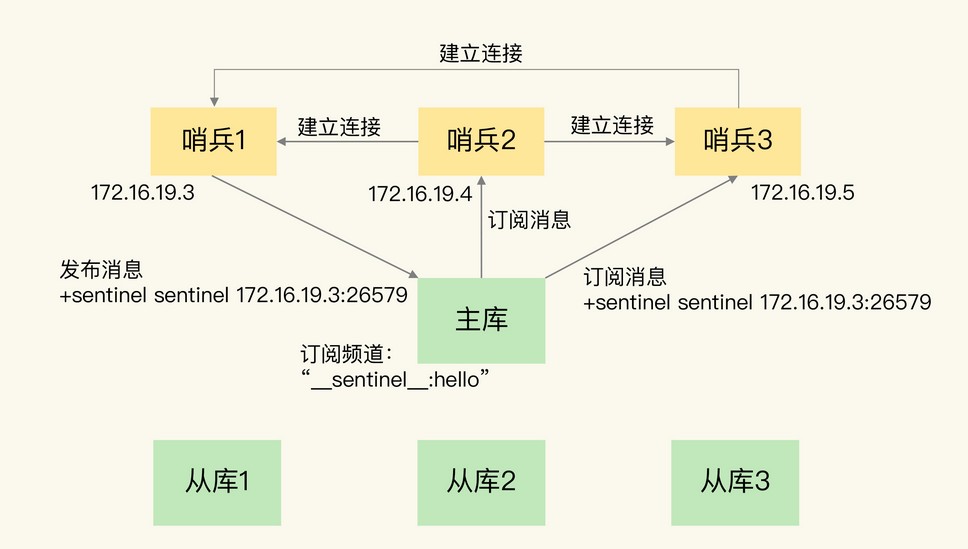 建立连接
哨兵1
建立连接
哨兵2
建立连接
哨兵3
172.16.19.3
172.16.19.4
172.16.19.5
订阅消息
发布消息
+sentinel sentinel 172.16.19.3:26579
订阅消息
+sentinel sentinel 172.16.19.3:26579
主库
订阅频道：
“__sentinel__:hello”
从库1
从库2
从库3